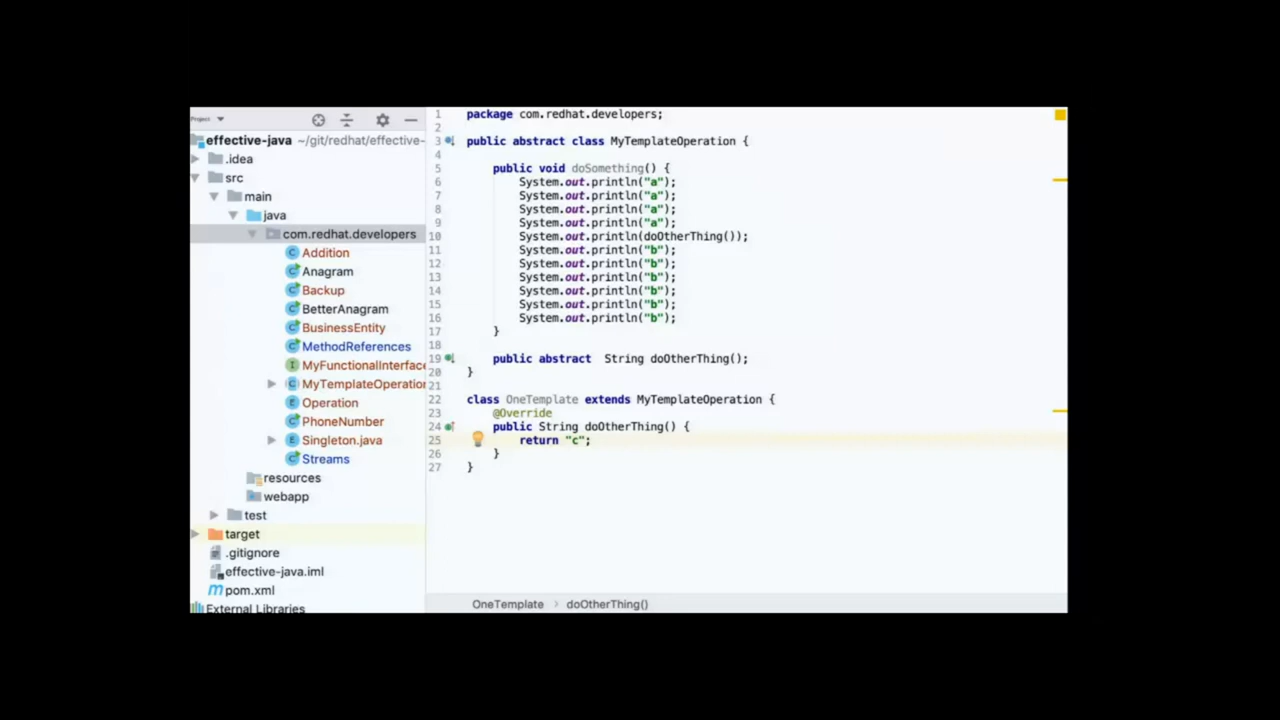 Project
effective-java ~/git/redhat/effective-
.idea
src
main
java
com.redhat.developers
Addition
Anagram
Backup
BetterAnagram
BusinessEntity
MethodReferences
MyFunctionalInterface
MyTemplateOperation
Operation
PhoneNumber
Singleton.java
Streams
resources
webapp
test
target
.gitignore
effective-java.iml
pom.xml
External Libraries
1 package com.redhat.developers;
2
3 public abstract class MyTemplateOperation {
4
5 public void doSomething() {
6 System.out.println("a");
7 System.out.println("a");
8 System.out.println("a");
9 System.out.println("a");
10 System.out.println(doOtherThing());
11 System.out.println("b");
12 System.out.println("b");
13 System.out.println("b");
14 System.out.println("b");
15 System.out.println("b");
16 System.out.println("b");
17 }
18
19 public abstract String doOtherThing();
20 }
21
22 class OneTemplate extends MyTemplateOperation {
23 @Override
24 public String doOtherThing() {
25 return "c";
26 }
27 }
OneTemplate › doOtherThing()